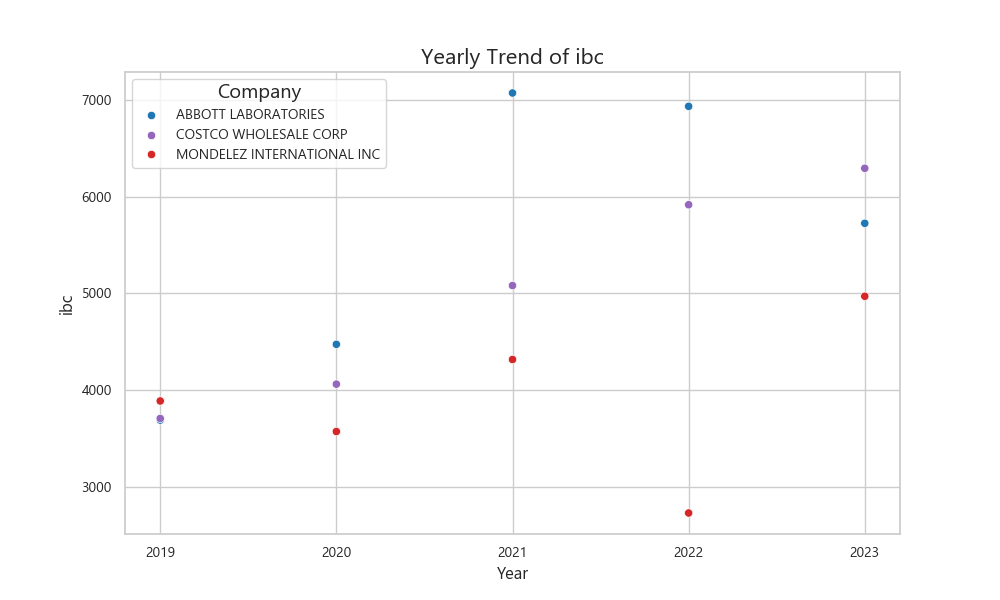 Yearly Trend of ibc
Company
ABBOTT LABORATORIES
COSTCO WHOLESALE CORP
MONDELEZ INTERNATIONAL INC
7000
6000
5000
4000
3000
ibc
2019 2020 2021 2022 2023
Year